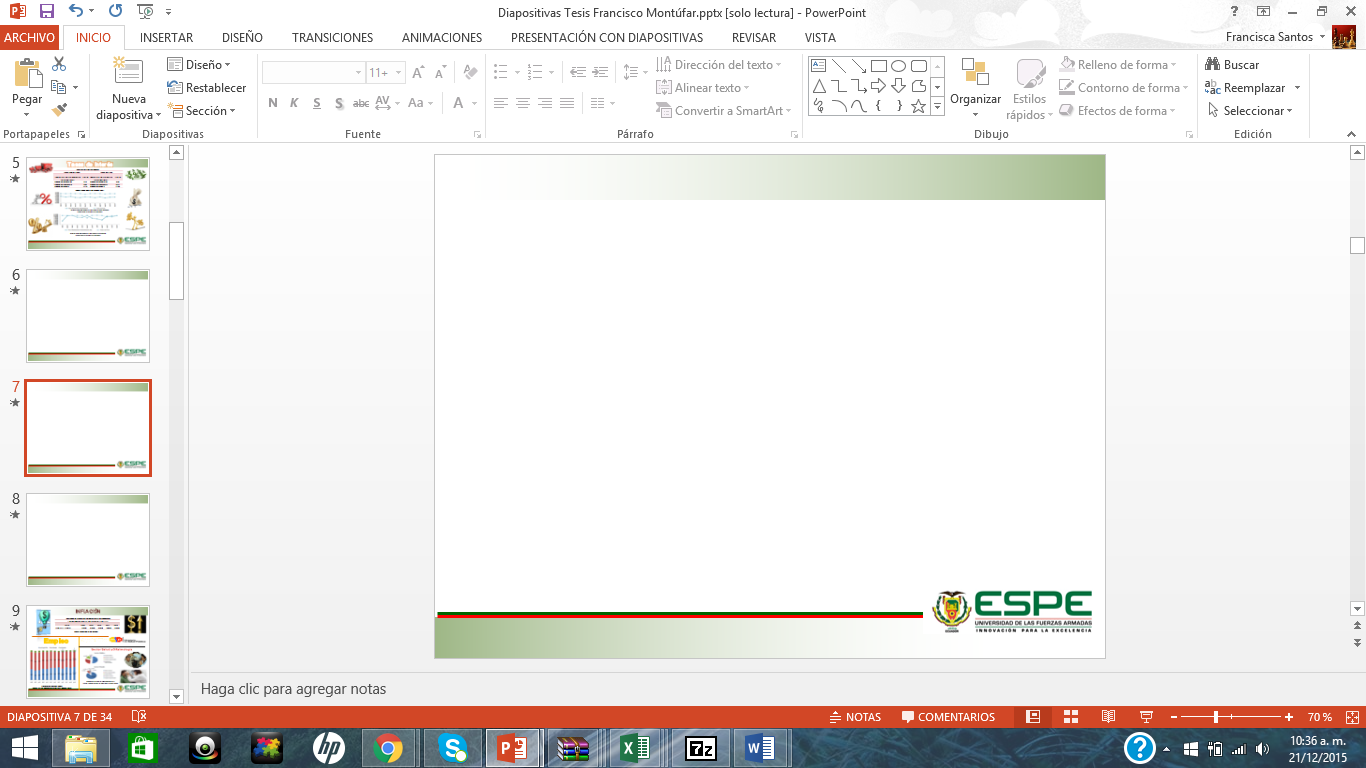 Diapositivas Tesis Francisco Montúfar.pptx [solo lectura] - PowerPoint
ARCHIVO INICIO INSERTAR DISEÑO TRANSICIONES ANIMACIONES PRESENTACIÓN CON DIAPOSITIVAS REVISAR VISTA Francisca Santos
Pegar
Nueva diapositiva
Diseño
Restablecer
Sección
11+
N K S S abc AV Aa A
Dirección del texto
Alinear texto
Convertir a SmartArt
Organizar
Estilos rápidos
Relleno de forma
Contorno de forma
Efectos de forma
Buscar
Reemplazar
Seleccionar
Portapapeles Diapositivas Fuente Párrafo Dibujo Edición
5
6
7
8
9
INFLACIÓN
Empleo
ESPE
UNIVERSIDAD DE LAS FUERZAS ARMADAS
INNOVACIÓN PARA LA EXCELENCIA
Haga clic para agregar notas
DIAPOSITIVA 7 DE 34 NOTAS COMENTARIOS 70 %
10:36 a. m.
21/12/2015